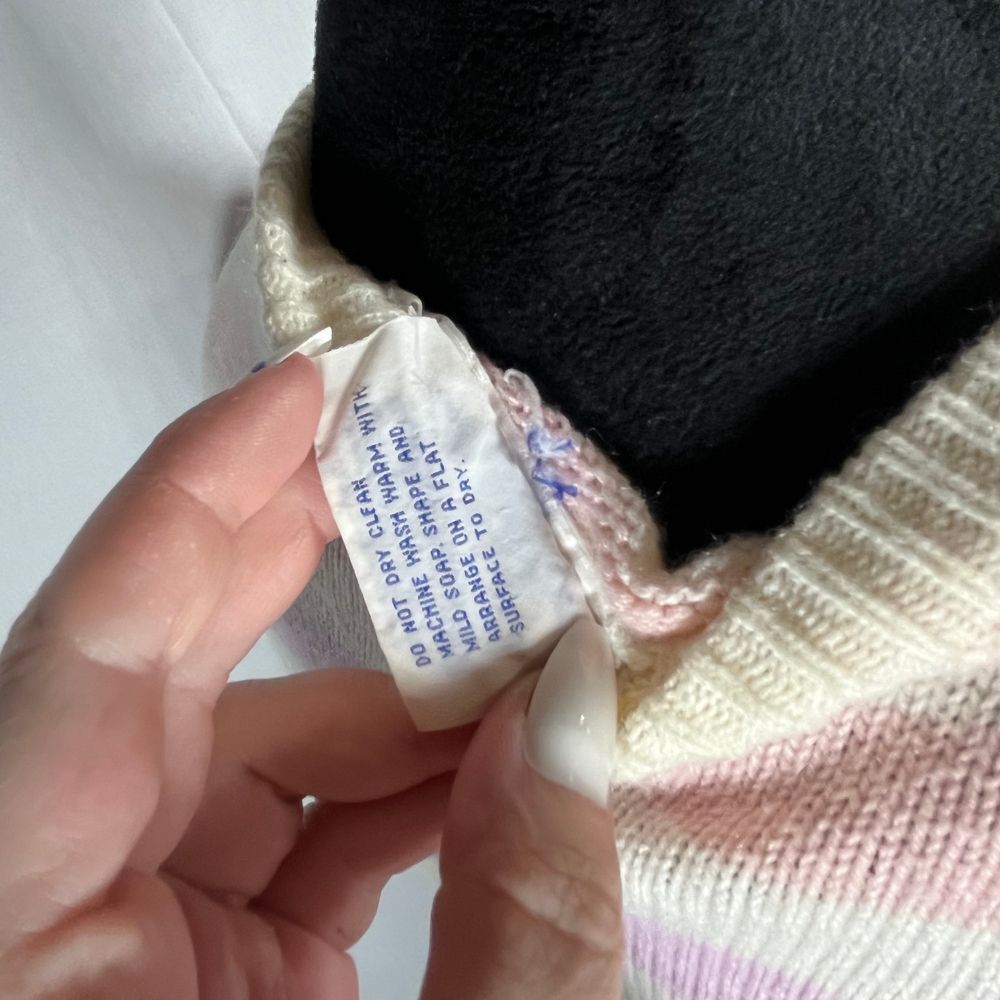 DO NOT DRY CLEAN
MACHINE WASH WARM WITH
MILD SOAP. SHAPE AND
ARRANGE ON A FLAT
SURFACE TO DRY.